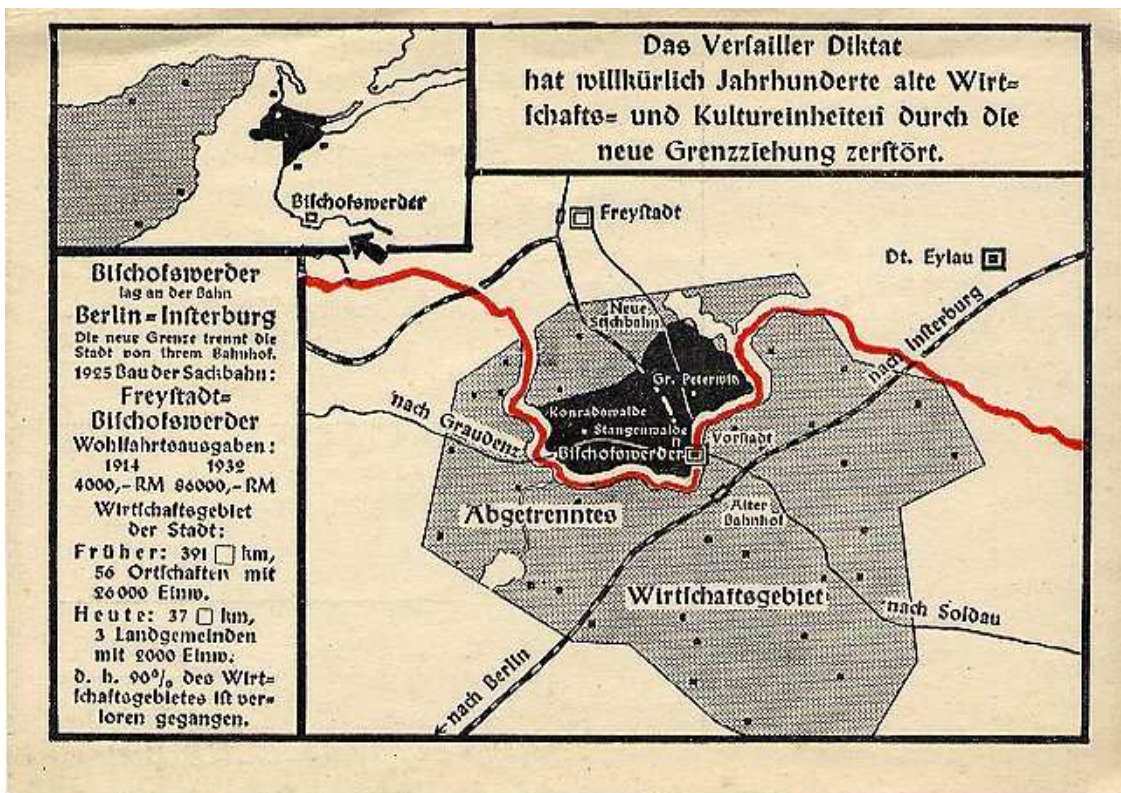 Das Versailler Diktat
hat willkürlich Jahrhunderte alte Wirt=
schafts= und Kultureinheiten durch die
neue Grenzziehung zerstört.
Bischofswerder
Bischofswerder
lag an der Bahn
Berlin=Insterburg
Die neue Grenze trennt die
Stadt von ihrem Bahnhof.
1925 Bau der Sackbahn:
Freystadt=
Bischofswerder
Wohlfahrtsausgaben:
1914 1932
4000,-RM 86000,-RM
Wirtschaftsgebiet
der Stadt:
Früher: 391 □ km,
56 Ortschaften mit
26000 Einw.
Heute: 37 □ km,
3 Landgemeinden
mit 2000 Einw.
d. h. 90% des Wirt=
schaftsgebietes ist ver=
loren gegangen.
Freystadt
Dt. Eylau
Neue
Stichbahn
nach Insterburg
Gr. Peterwitz
nach Graudenz
Konradswalde
Stangenwalde
Vorstadt
Bischofswerder
Abgetrenntes
Alter
Bahnhof
Wirtschaftsgebiet
nach Soldau
nach Berlin